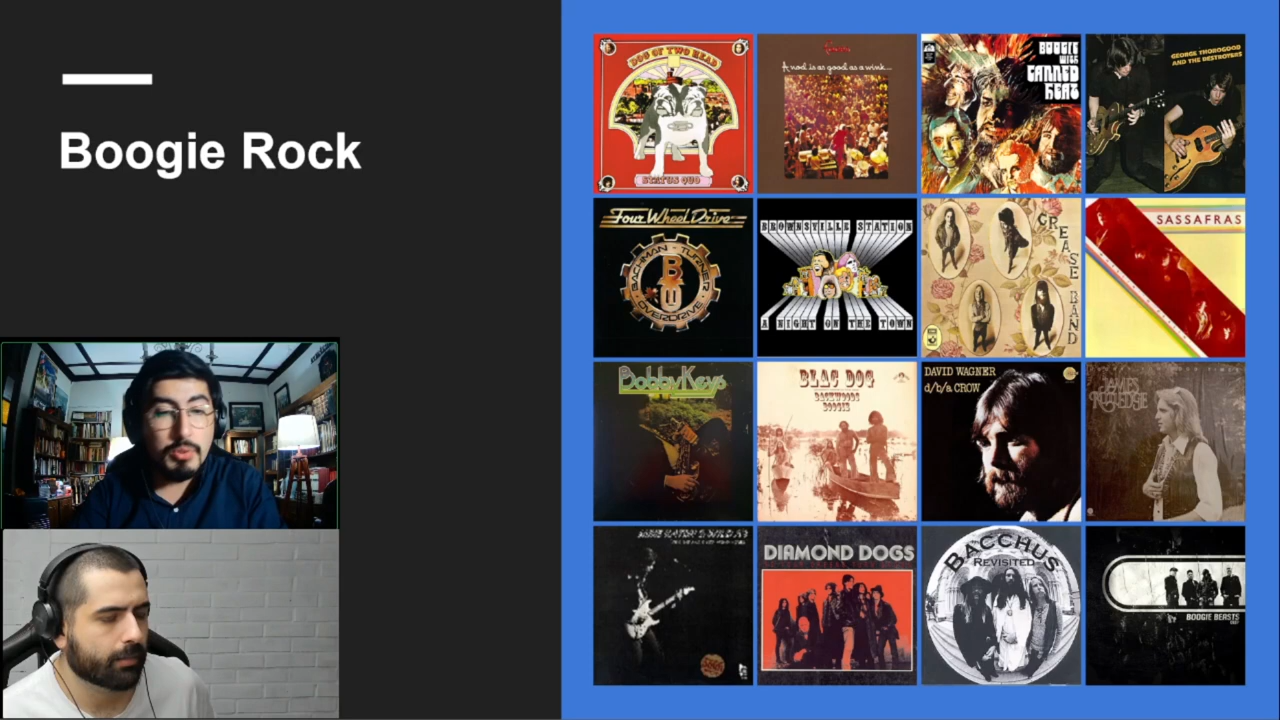 Boogie Rock
DOG OF TWO HEAD
STATUS QUO
A nod is as good as a wink...
BOOGIE
WITH
CANNED
HEAT
GEORGE THOROGOOD
AND THE DESTROYERS
Four Wheel Drive
BACHMAN - TURNER
OVERDRIVE
BROWNSVILLE STATION
A NIGHT ON THE TOWN
GREASE
BAND
SASSAFRAS
Bobby Keys
BLAC DOG
BACKWOODS
BOOGIE
DAVID WAGNER
d/b/a CROW
JAMES
RUTLEDGE
DIAMOND DOGS
BACCHUS
REVISITED
BOOGIE BEASTS